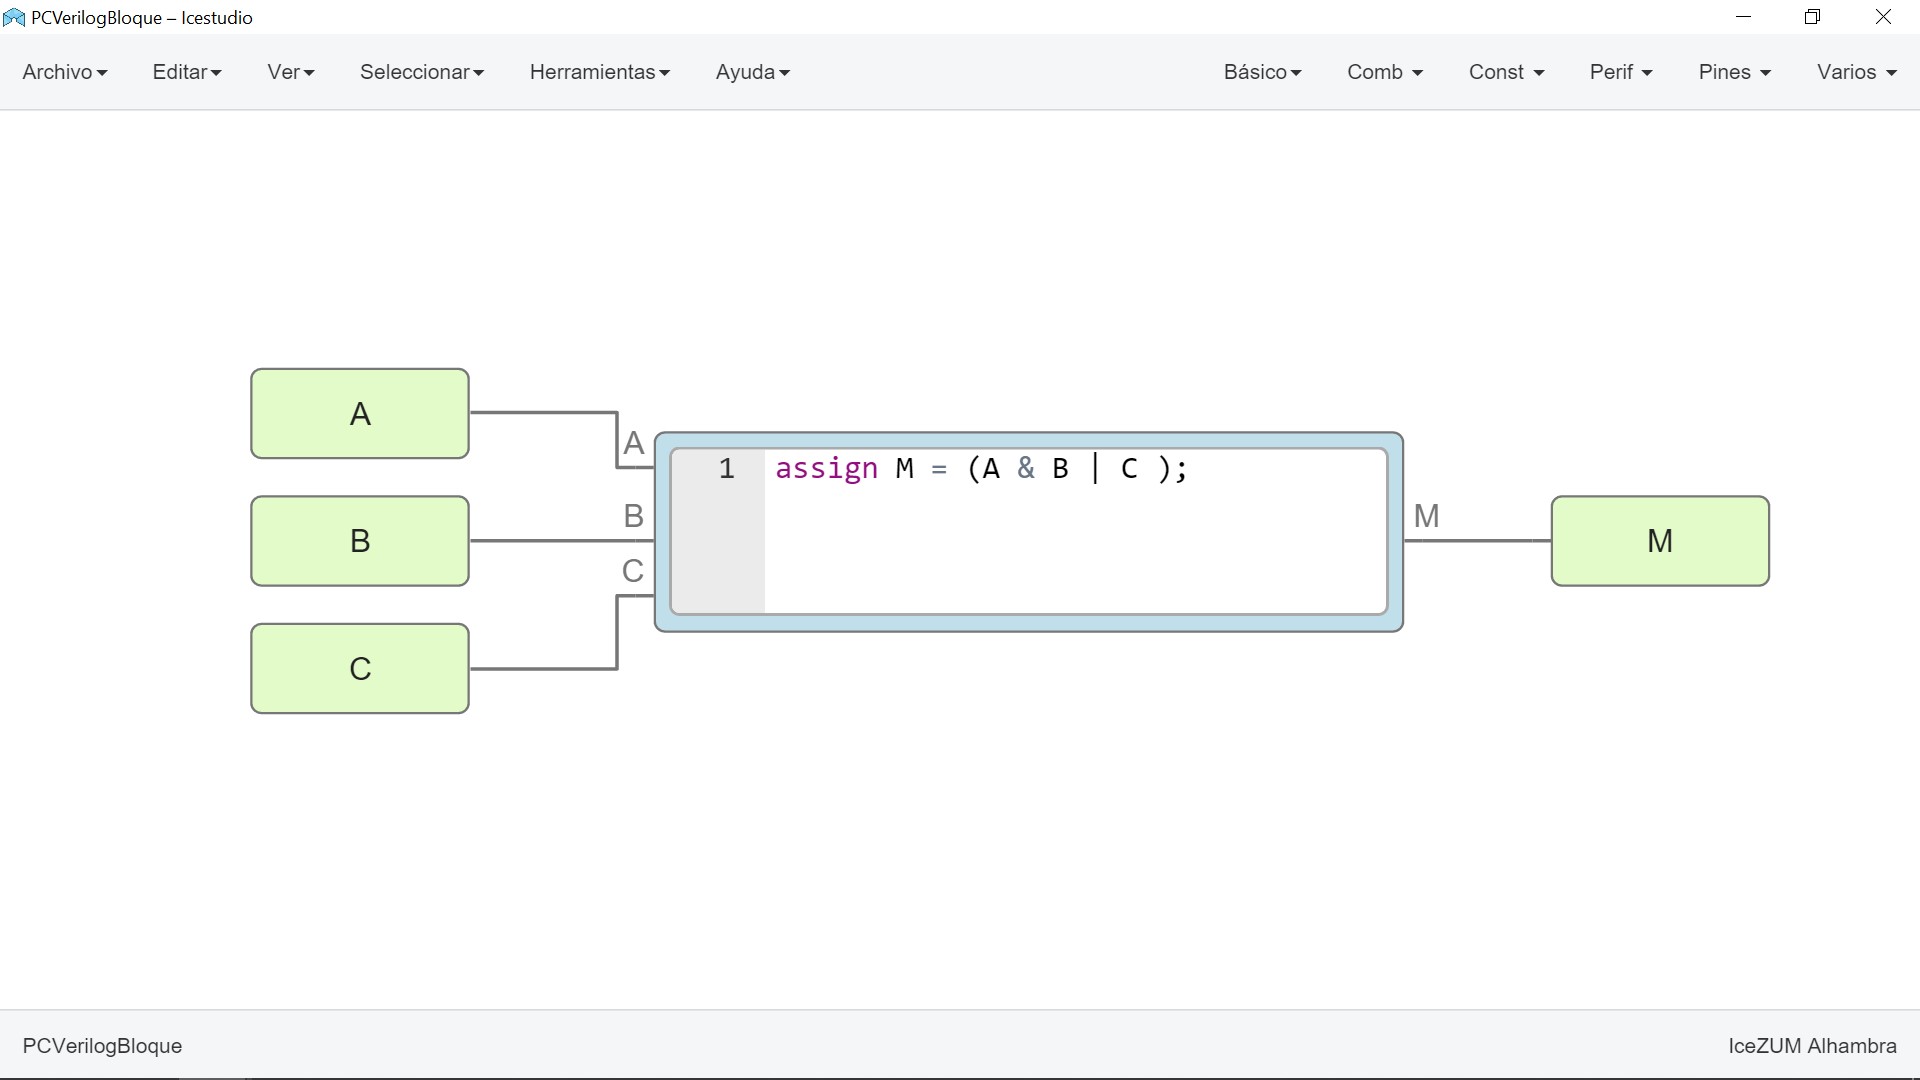 PCVerilogBloque – Icestudio
Archivo Editar Ver Seleccionar Herramientas Ayuda Básico Comb Const Perif Pines Varios
A
B
C
A
B
C
1 assign M = (A & B | C );
M
M
PCVerilogBloque IceZUM Alhambra